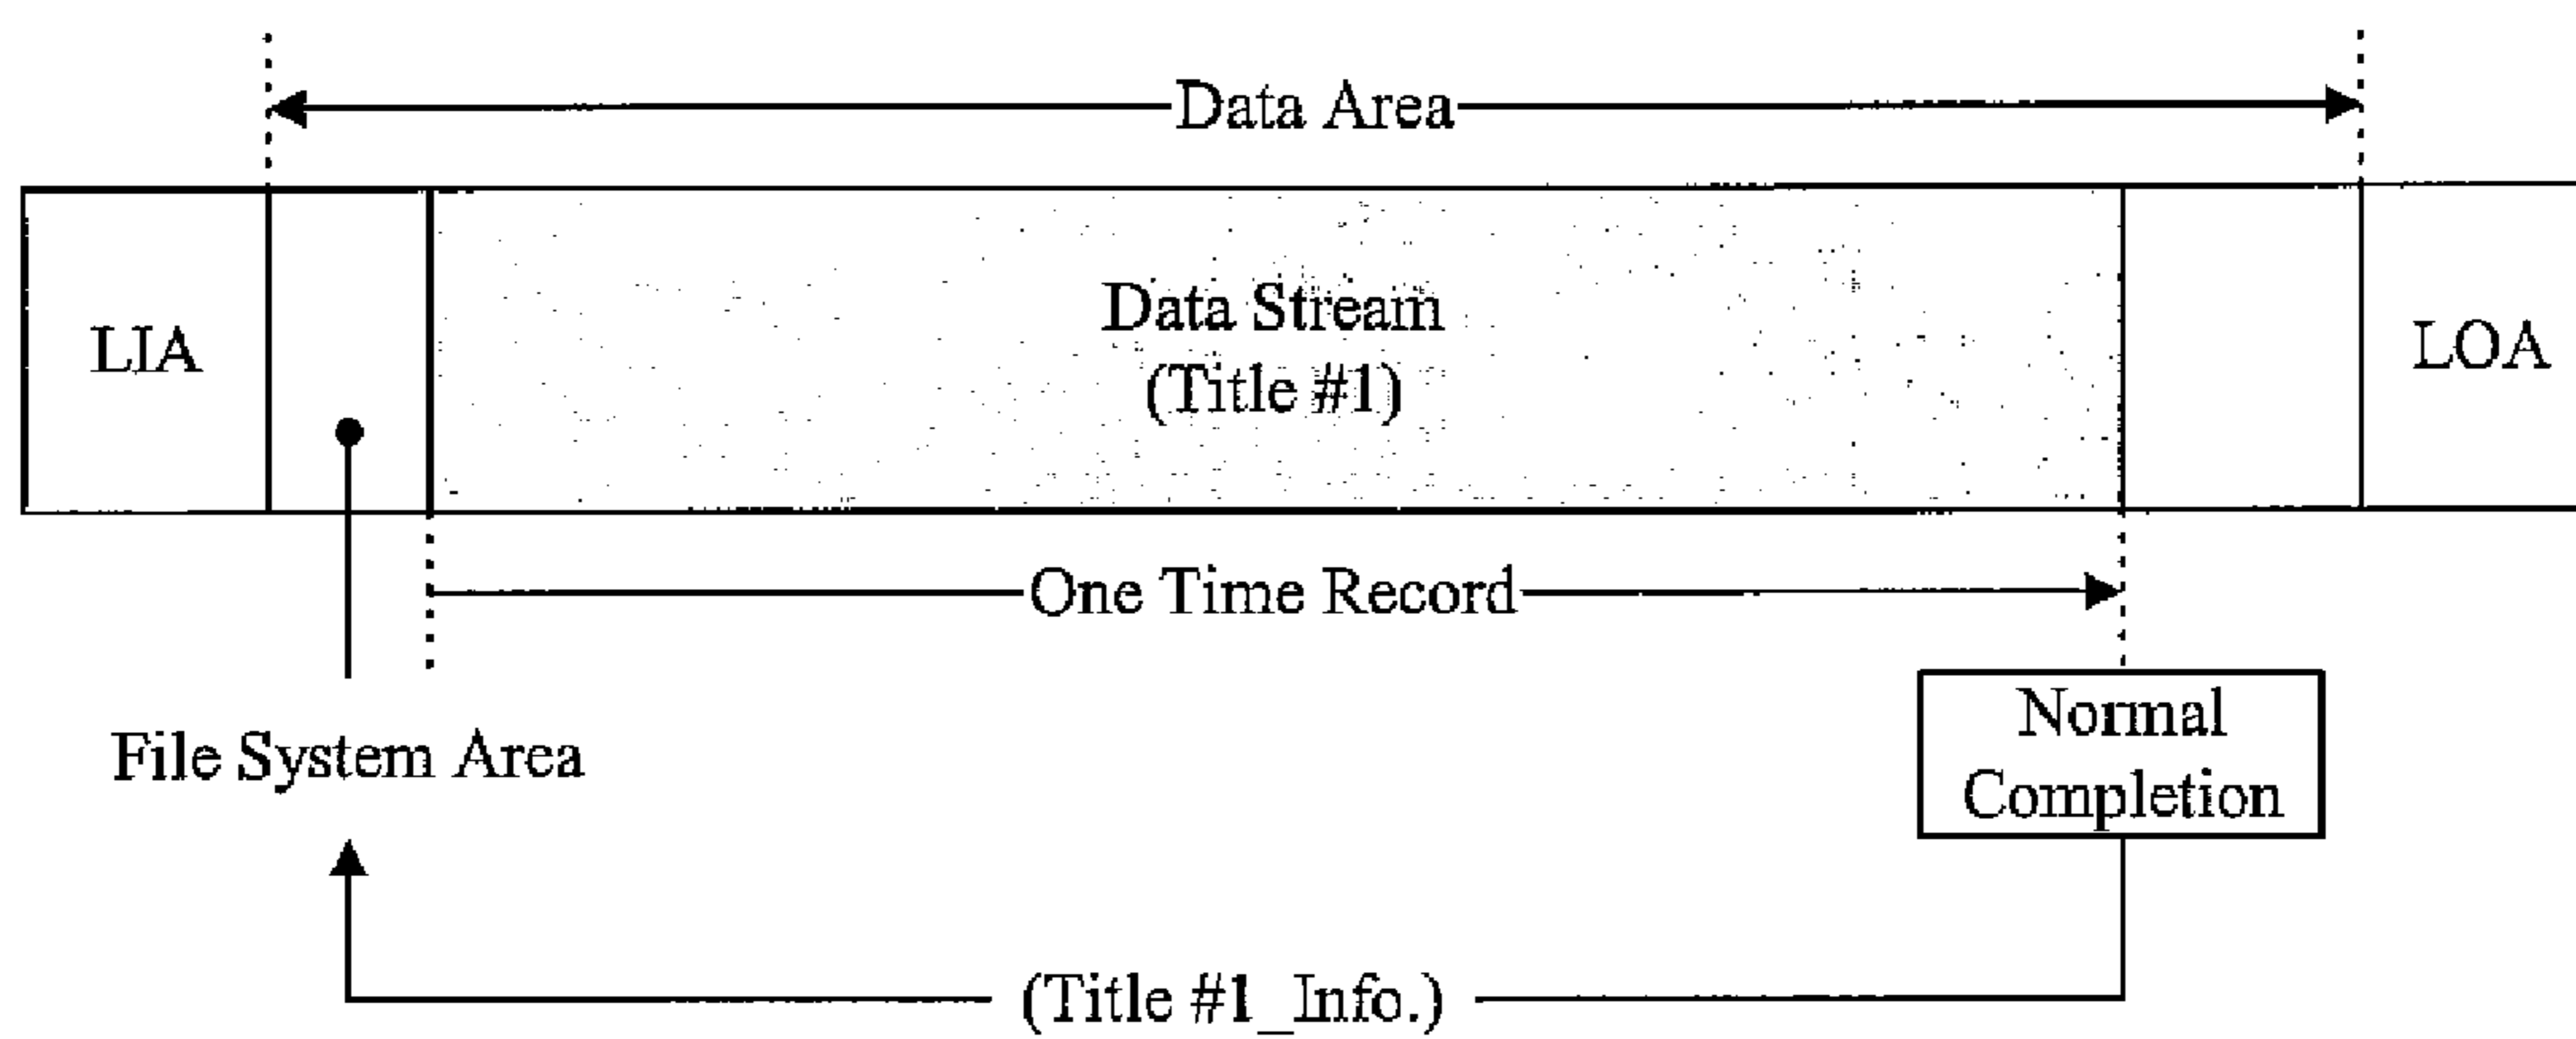 Data Area
LIA
Data Stream
(Title #1)
LOA
One Time Record
File System Area
Normal
Completion
(Title #1_Info.)